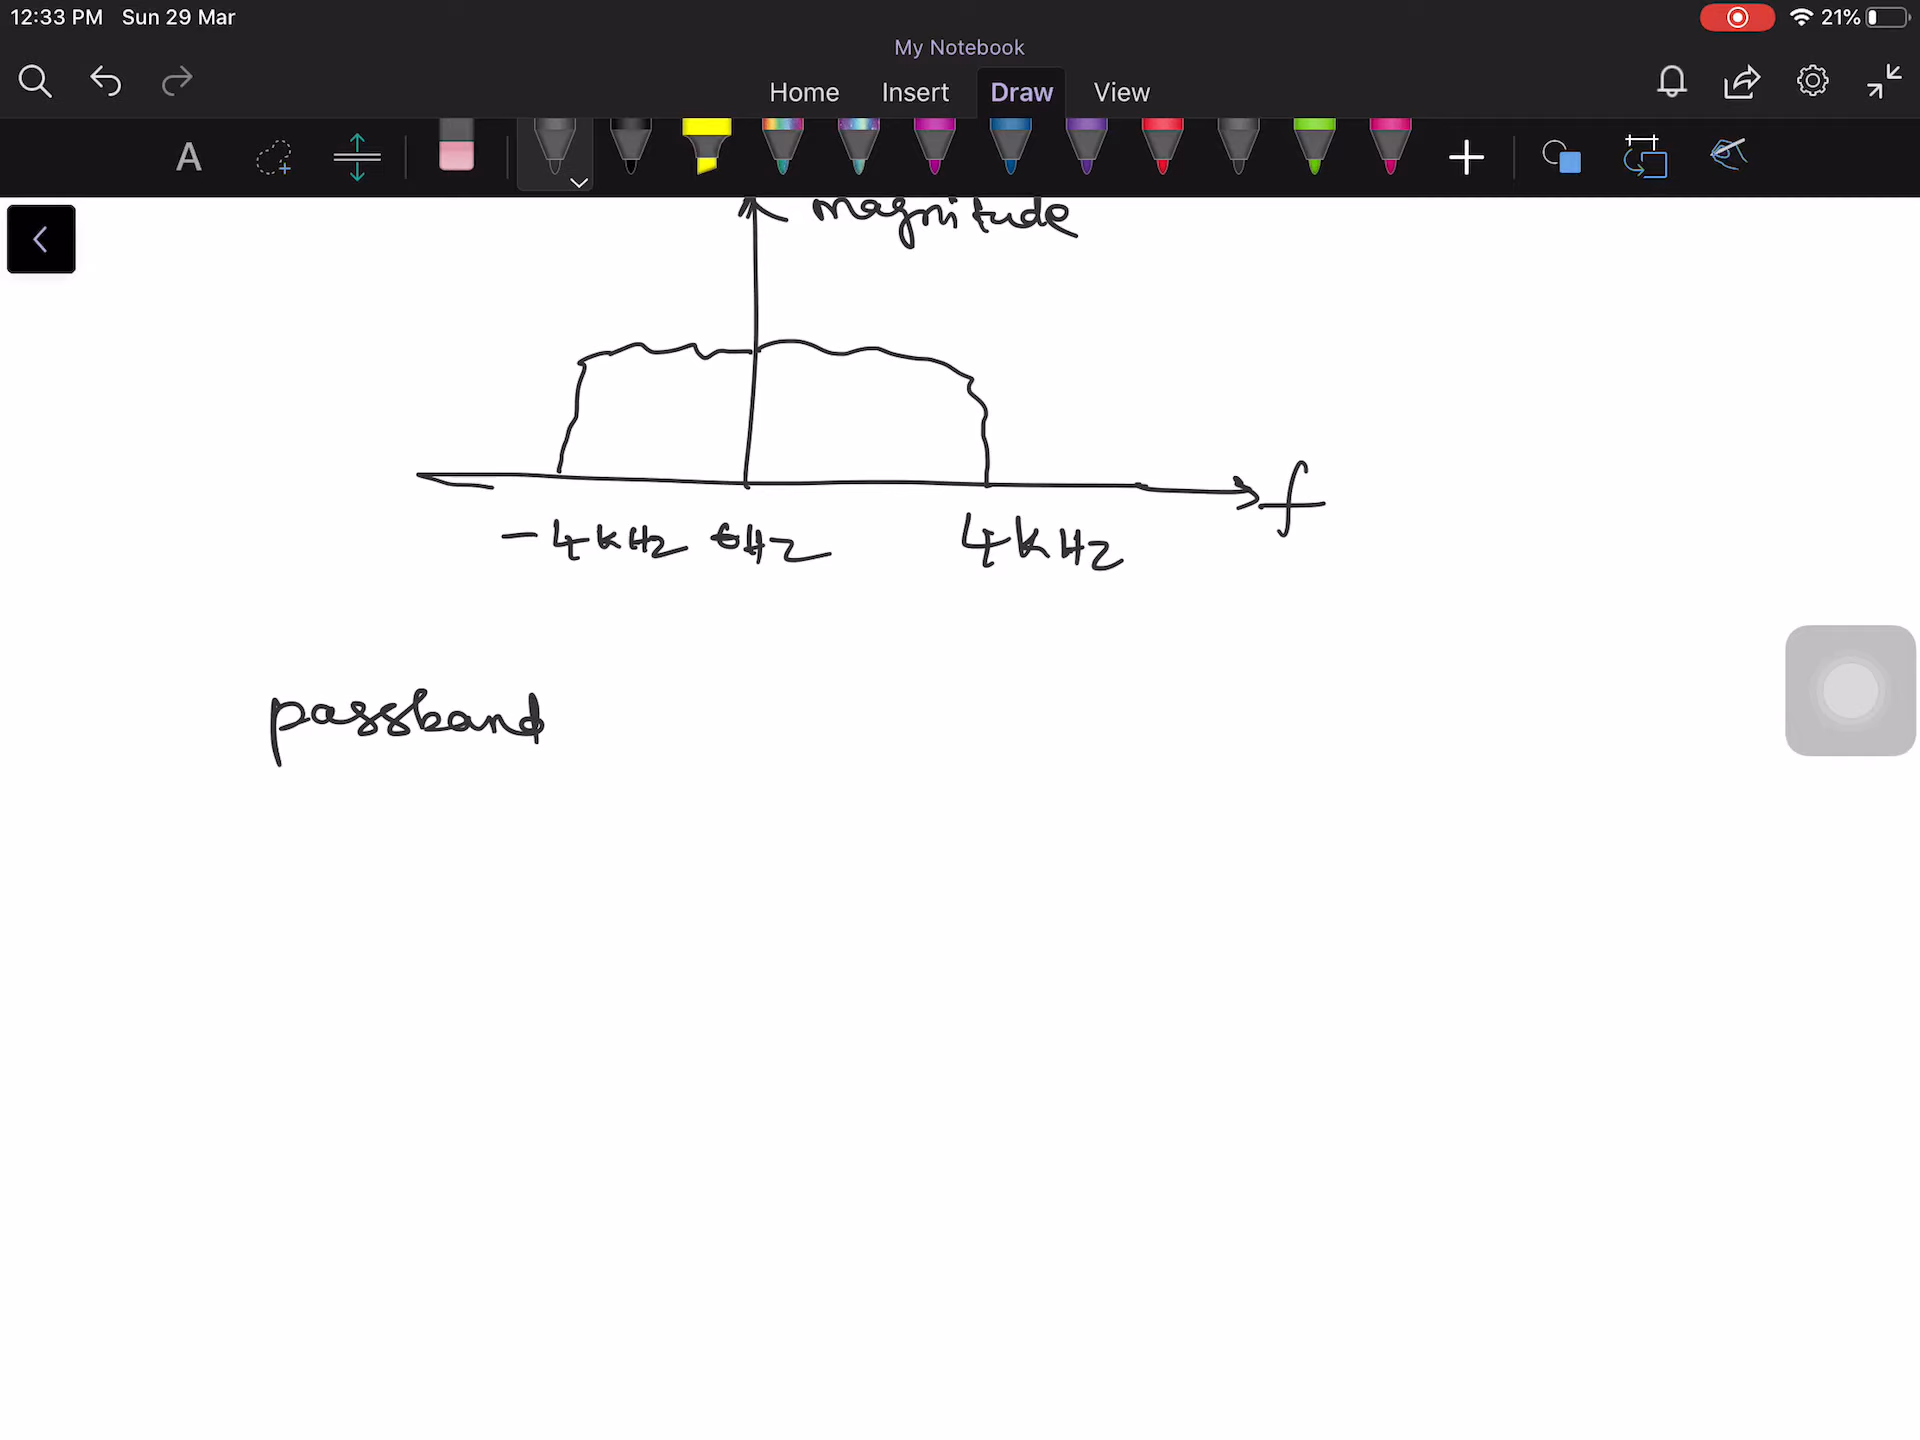 12:33 PM Sun 29 Mar
21%
My Notebook
Home Insert Draw View
A
magnitude
f
-4kHz 0Hz 4kHz
passband